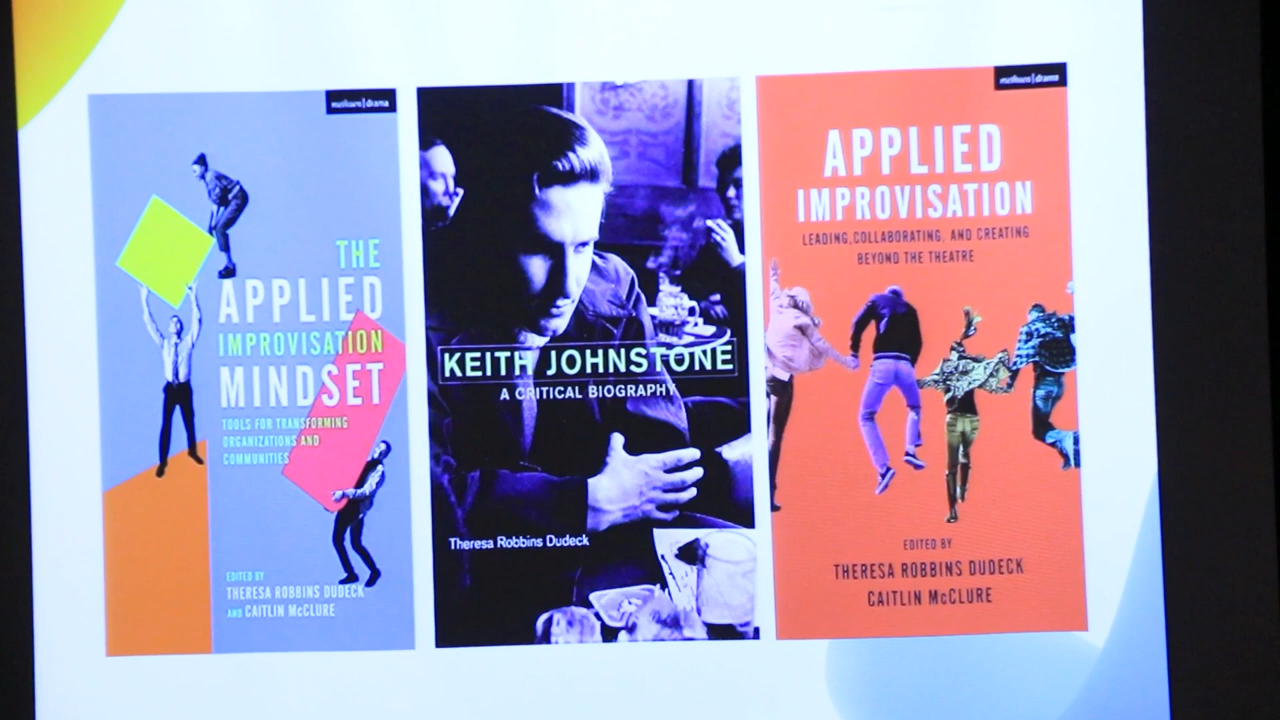 methuen|drama
THE
APPLIED
IMPROVISATION
MINDSET
TOOLS FOR TRANSFORMING
ORGANIZATIONS AND
COMMUNITIES
EDITED BY
THERESA ROBBINS DUDECK
AND CAITLIN McCLURE
KEITH JOHNSTONE
A CRITICAL BIOGRAPHY
Theresa Robbins Dudeck
methuen|drama
APPLIED
IMPROVISATION
LEADING, COLLABORATING, AND CREATING
BEYOND THE THEATRE
EDITED BY
THERESA ROBBINS DUDECK
CAITLIN McCLURE